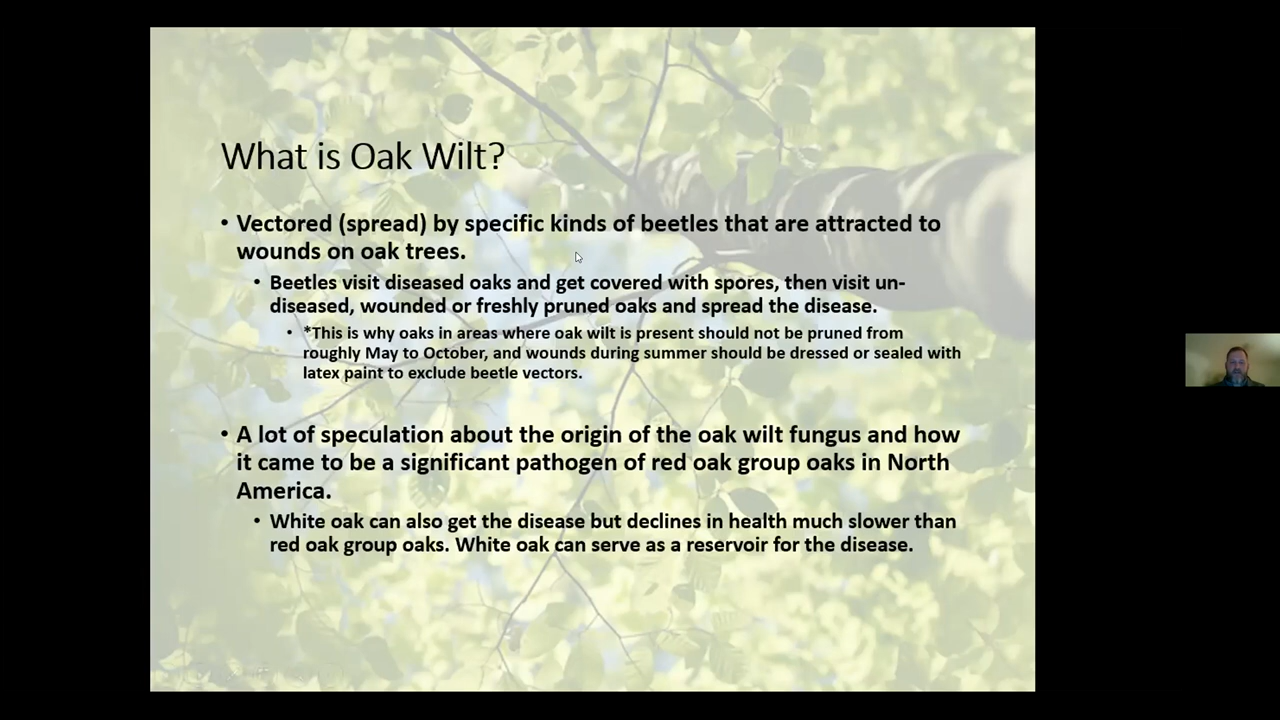 What is Oak Wilt?
• Vectored (spread) by specific kinds of beetles that are attracted to
wounds on oak trees.
• Beetles visit diseased oaks and get covered with spores, then visit un-
diseased, wounded or freshly pruned oaks and spread the disease.
• *This is why oaks in areas where oak wilt is present should not be pruned from
roughly May to October, and wounds during summer should be dressed or sealed with
latex paint to exclude beetle vectors.
• A lot of speculation about the origin of the oak wilt fungus and how
it came to be a significant pathogen of red oak group oaks in North
America.
• White oak can also get the disease but declines in health much slower than
red oak group oaks. White oak can serve as a reservoir for the disease.